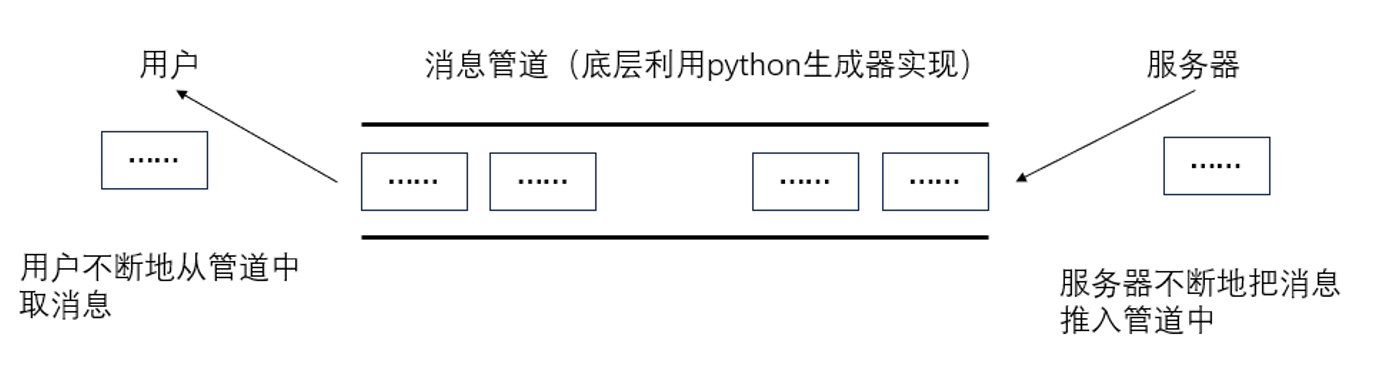 用户
消息管道（底层利用python生成器实现）
服务器
……
……
……
……
……
……
用户不断地从管道中
取消息
服务器不断地把消息
推入管道中